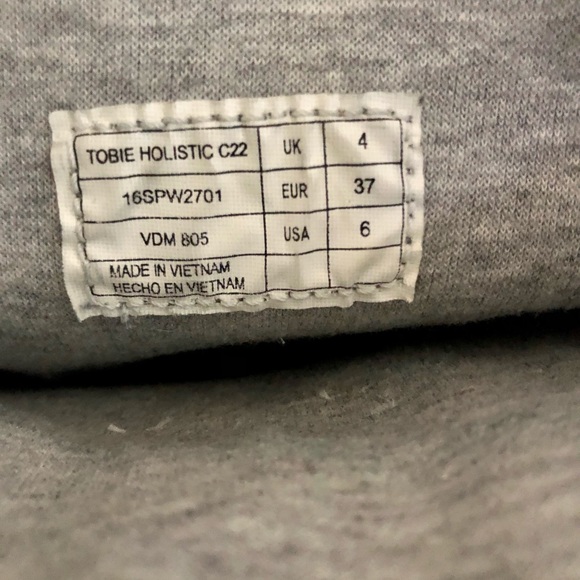 TOBIE HOLISTIC C22 UK 4
16SPW2701 EUR 37
VDM 805 USA 6
MADE IN VIETNAM
HECHO EN VIETNAM